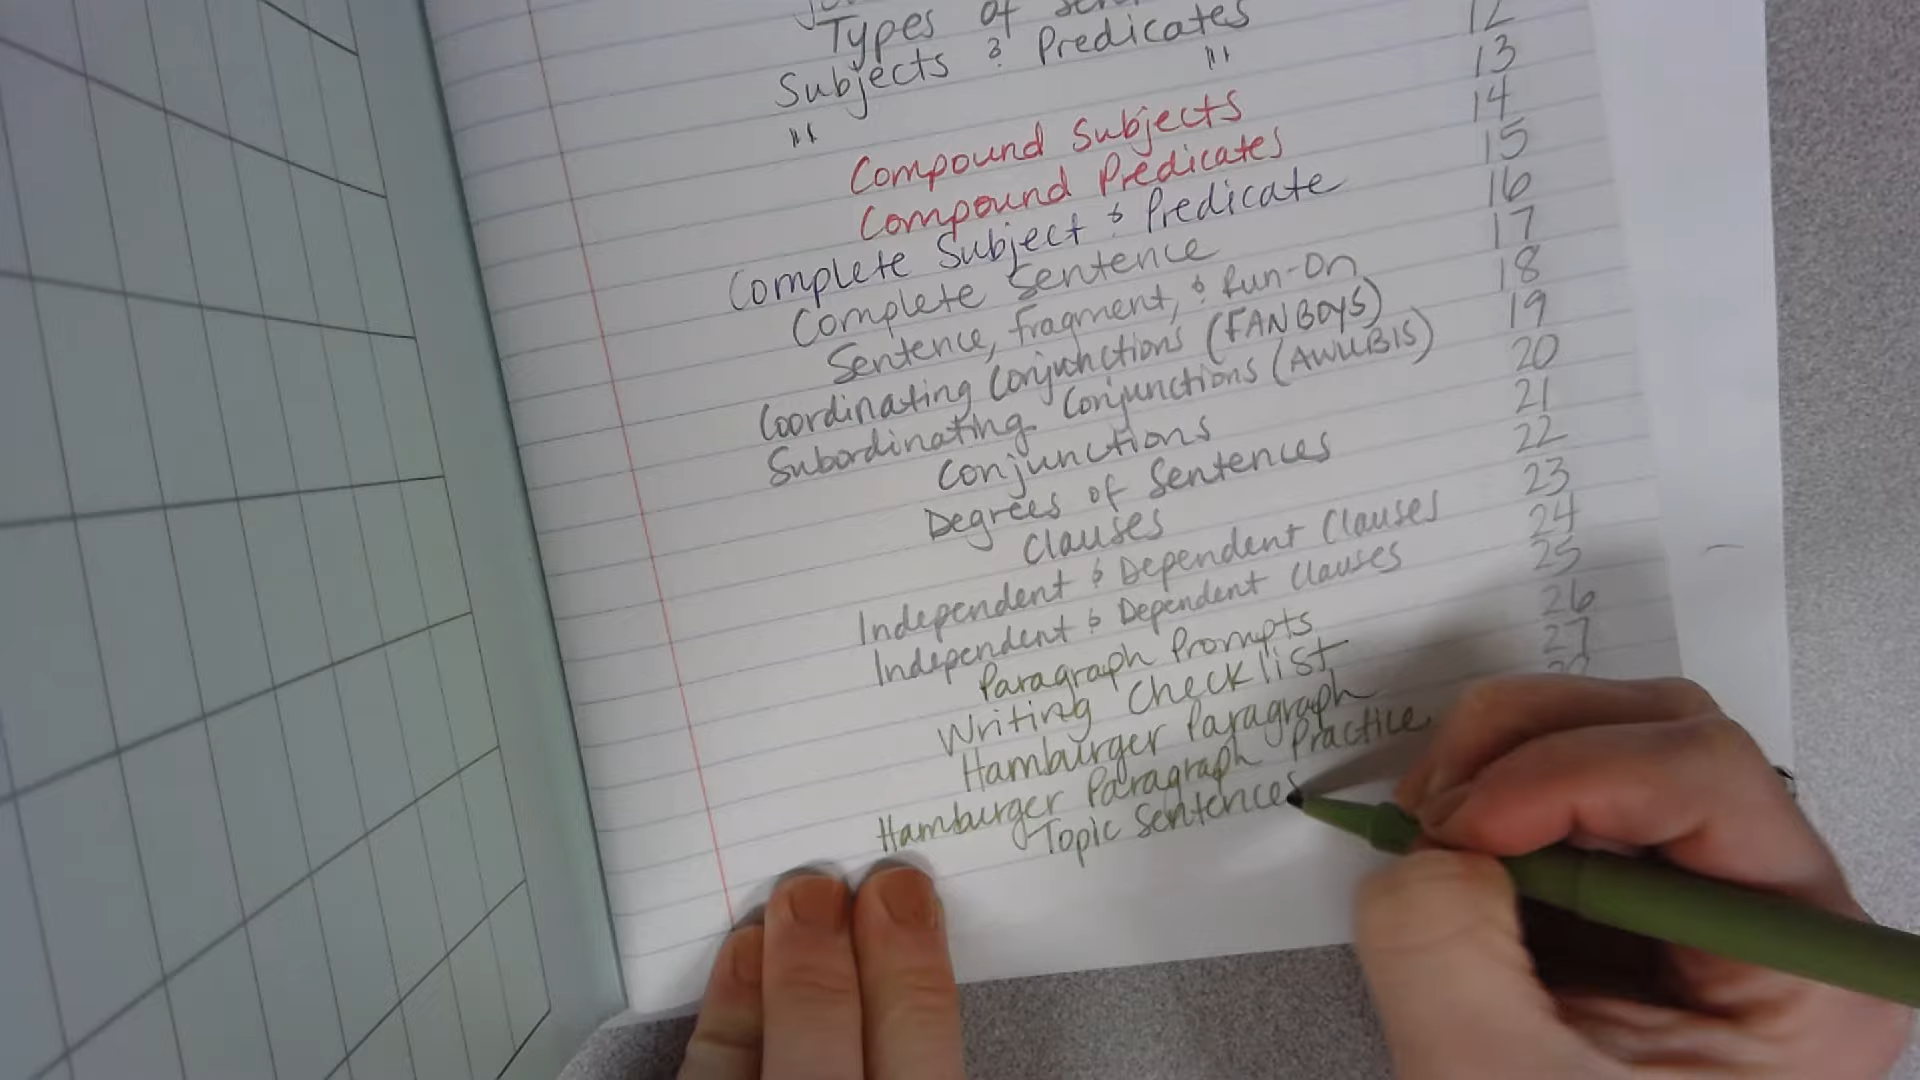 Types of
Subjects & Predicates
" " 12
Compound Subjects 13
Compound Predicates 14
Complete Subject & Predicate 15
Complete Sentence 16
Sentence, fragment, & Run-On 17
Coordinating Conjunctions (FANBOYS) 18
Subordinating Conjunctions (AWUBIS) 19
Conjunctions 20
Degrees of Sentences 21
Clauses 22
Independent & Dependent Clauses 23
Independent & Dependent Clauses 24
Paragraph Prompts 25
Writing Checklist 26
Hamburger Paragraph 27
Hamburger Paragraph Practice
Topic Sentences